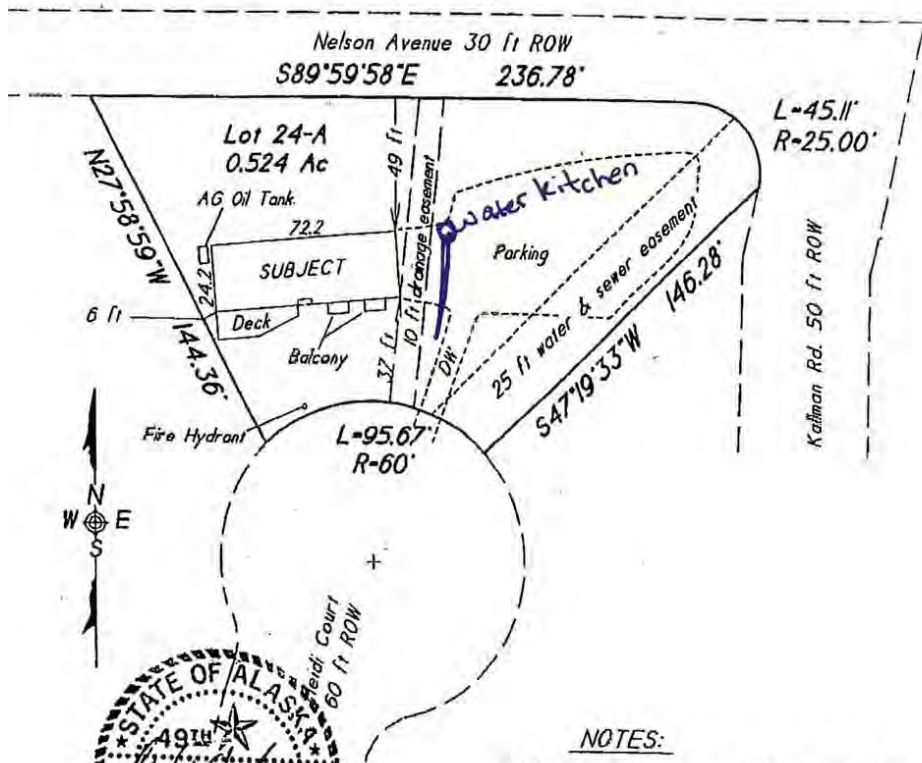 Nelson Avenue 30 ft ROW
S89°59'58"E 236.78'
L=45.11'
R=25.00'
Lot 24-A
0.524 Ac
N27°58'59"W
144.36'
AG Oil Tank
72.2
24.2
SUBJECT
49 ft
10 ft drainage easement
water kitchen
Parking
6 ft
Deck
Balcony
37 ft
DW
25 ft water & sewer easement
146.28'
S47°19'33"W
Kallman Rd. 50 ft ROW
Fire Hydrant
L=95.67'
R=60'
N
W E
S
Heidi Court
60 ft ROW
STATE OF ALASKA
49TH
NOTES: